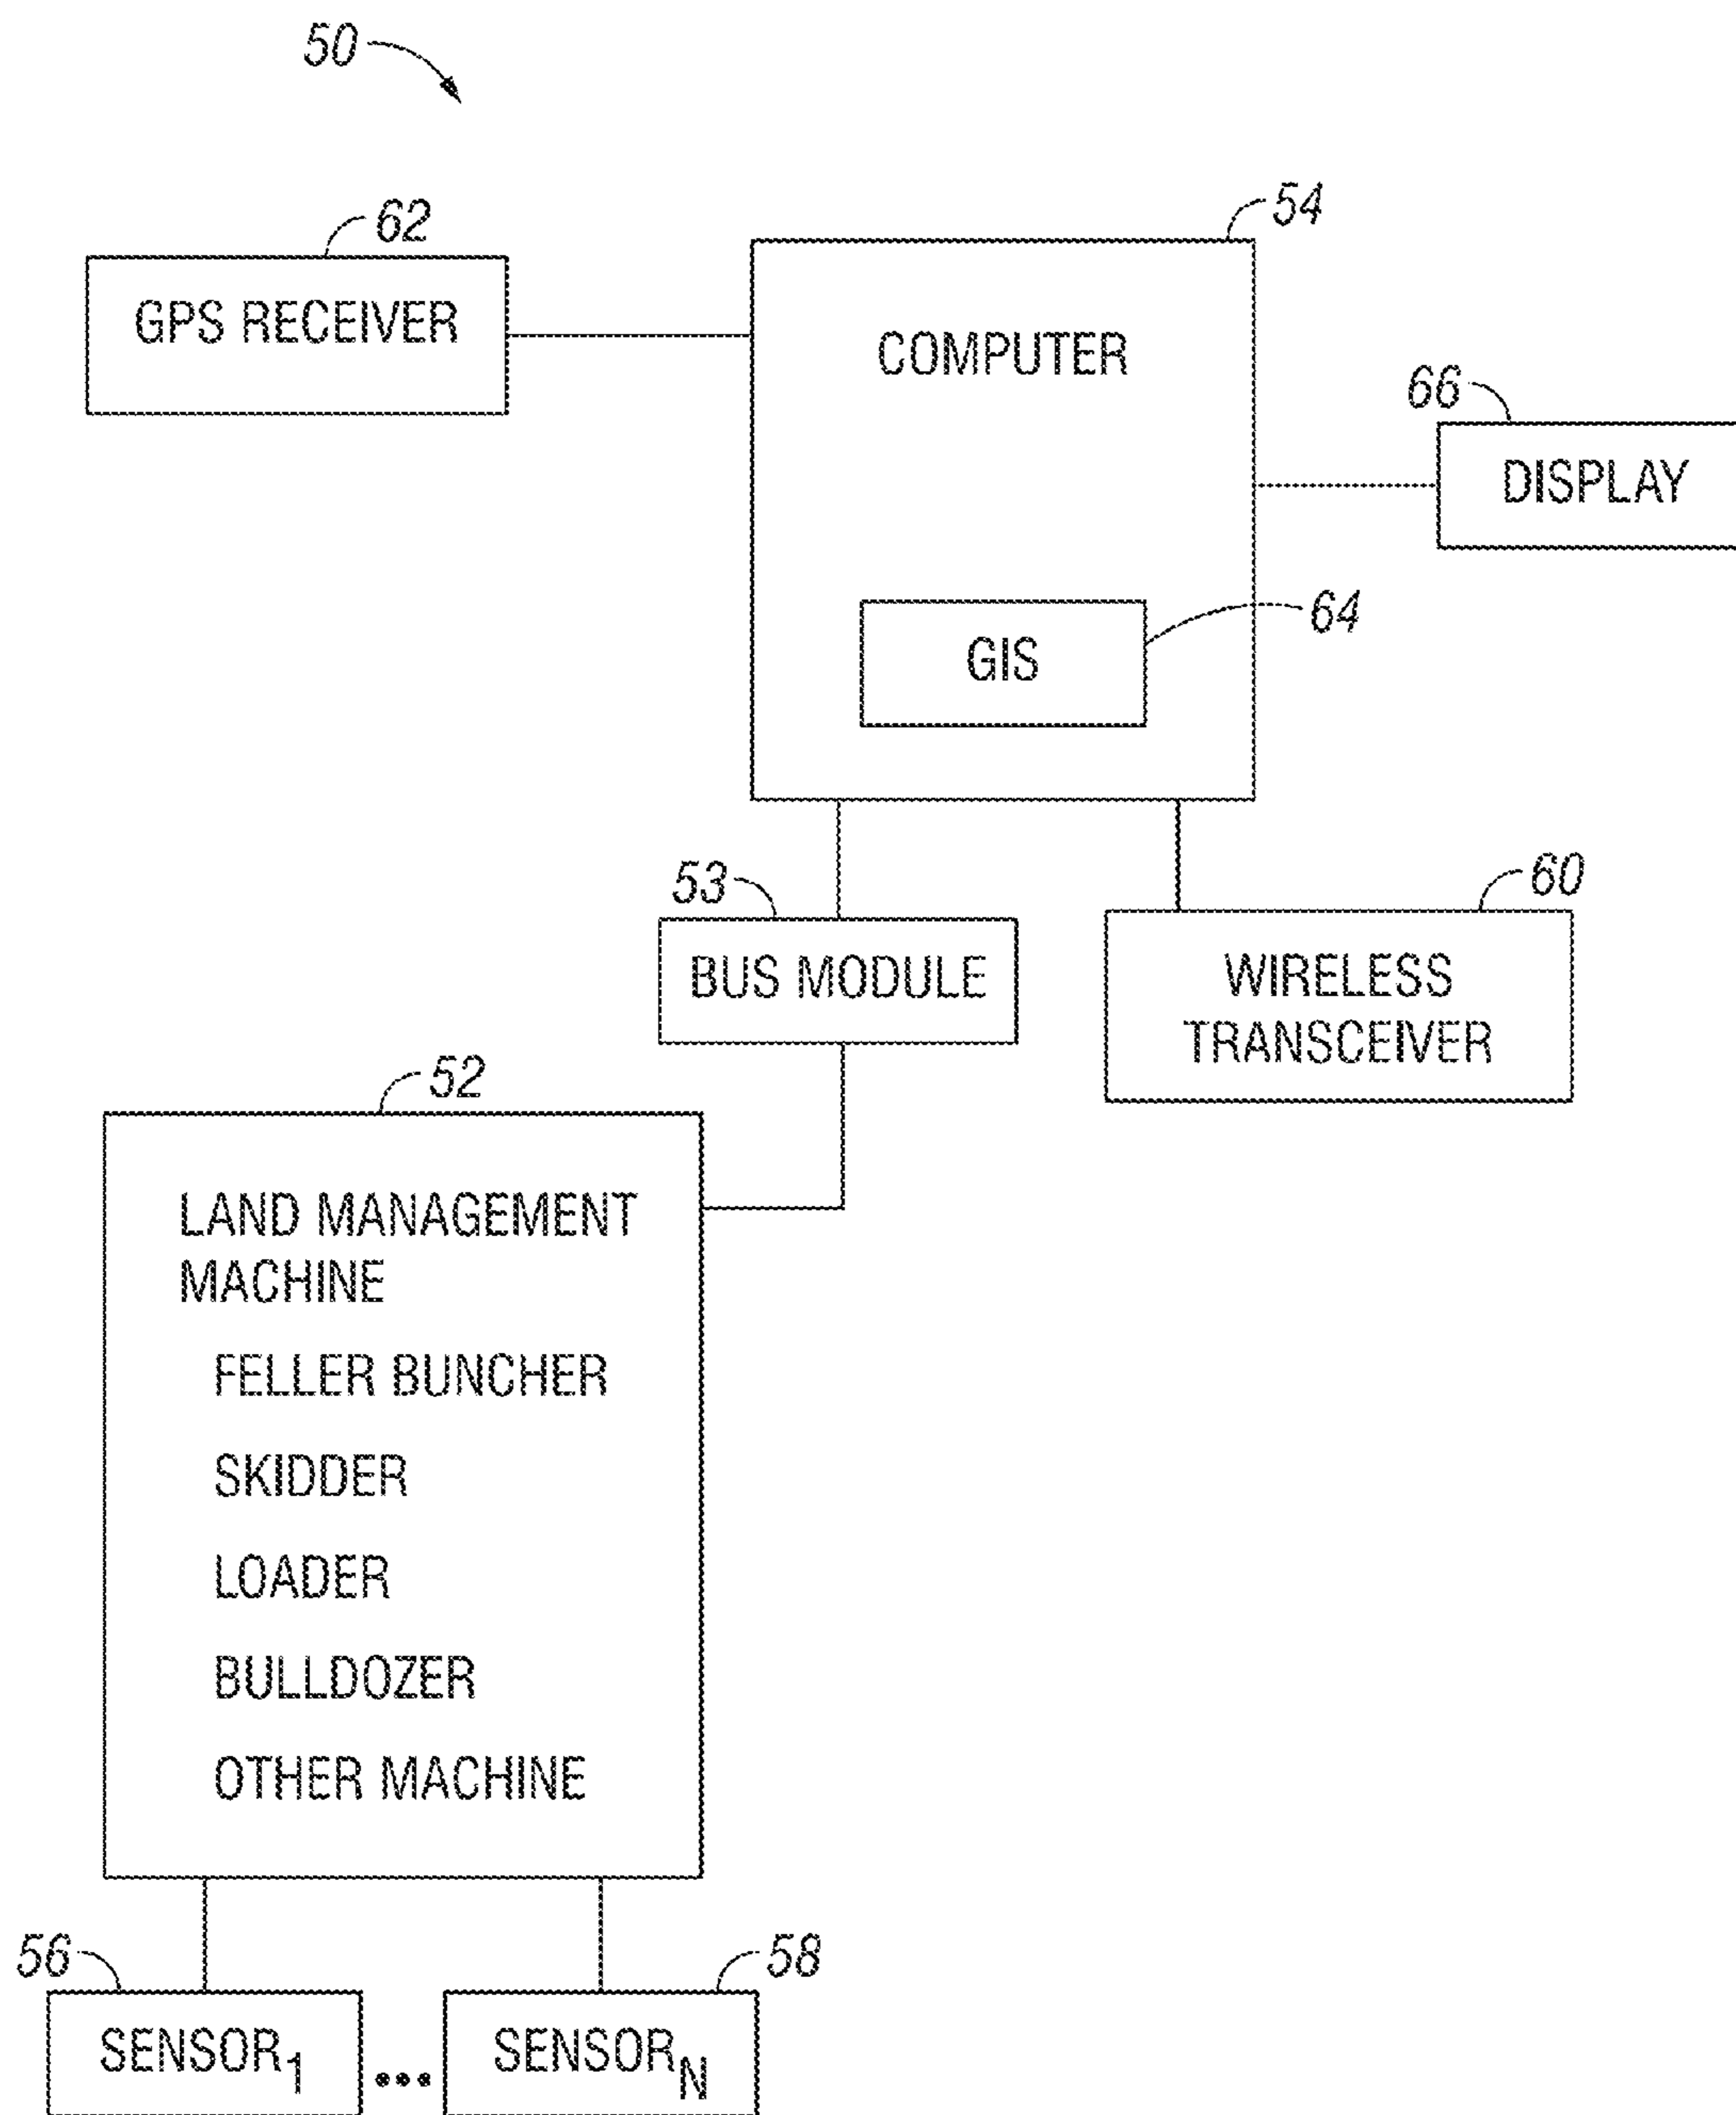 50
62
GPS RECEIVER
54
COMPUTER
66
DISPLAY
GIS
64
53
BUS MODULE
60
WIRELESS
TRANSCEIVER
52
LAND MANAGEMENT
MACHINE
FELLER BUNCHER
SKIDDER
LOADER
BULLDOZER
OTHER MACHINE
56
SENSOR1
•••
58
SENSORN